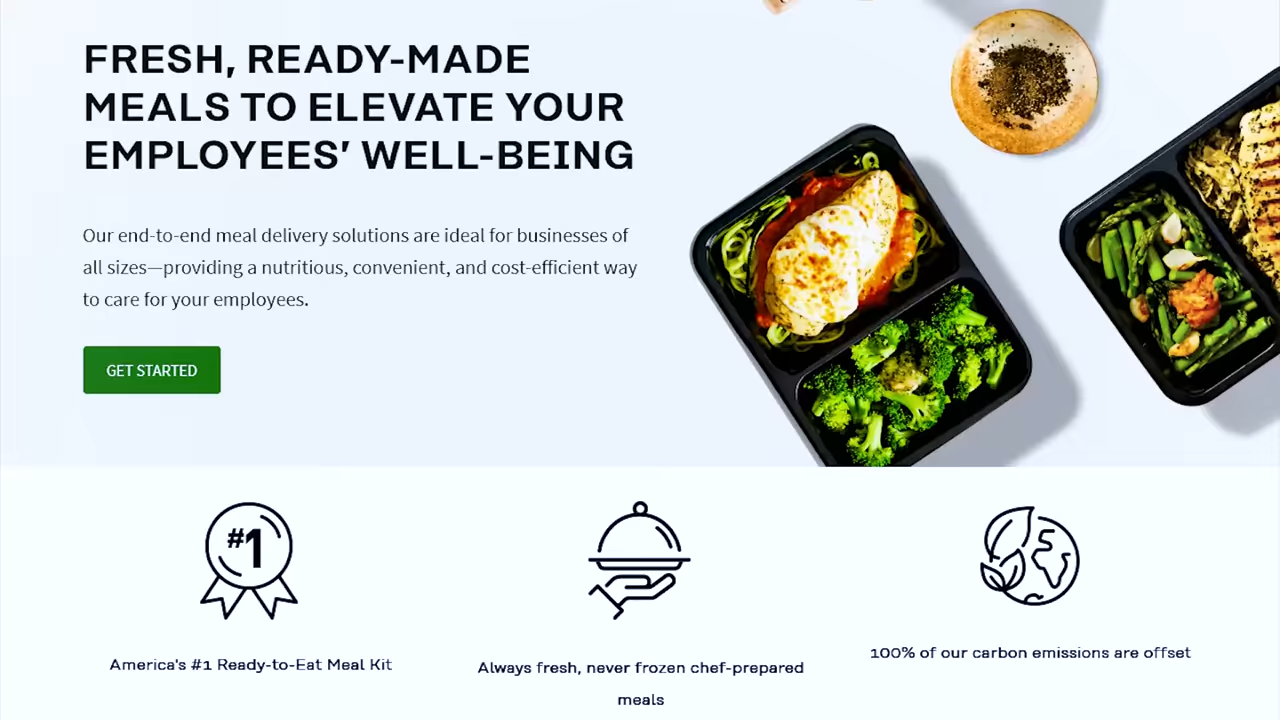 FRESH, READY-MADE
MEALS TO ELEVATE YOUR
EMPLOYEES’ WELL-BEING
Our end-to-end meal delivery solutions are ideal for businesses of
all sizes—providing a nutritious, convenient, and cost-efficient way
to care for your employees.
GET STARTED
#1
America's #1 Ready-to-Eat Meal Kit
Always fresh, never frozen chef-prepared
meals
100% of our carbon emissions are offset